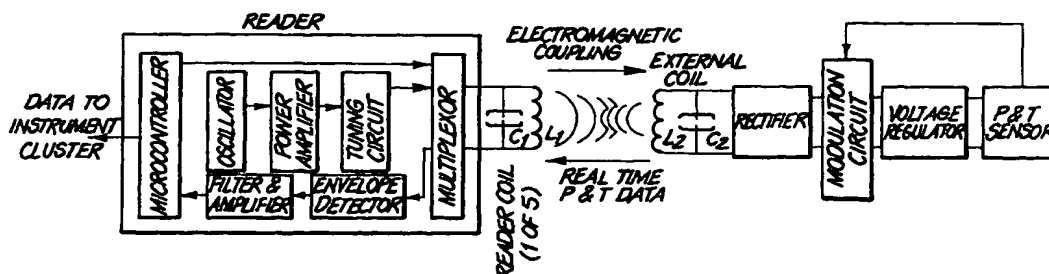 READER
DATA TO
INSTRUMENT
CLUSTER
MICROCONTROLLER
OSCILLATOR
POWER
AMPLIFIER
TUNING
CIRCUIT
FILTER &
AMPLIFIER
ENVELOPE
DETECTOR
MULTIPLEXOR
C1
L1
READER COIL
(1 OF 5)
ELECTROMAGNETIC
COUPLING
REAL TIME
P & T DATA
EXTERNAL
COIL
L2
C2
RECTIFIER
MODULATION
CIRCUIT
VOLTAGE
REGULATOR
P & T
SENSOR